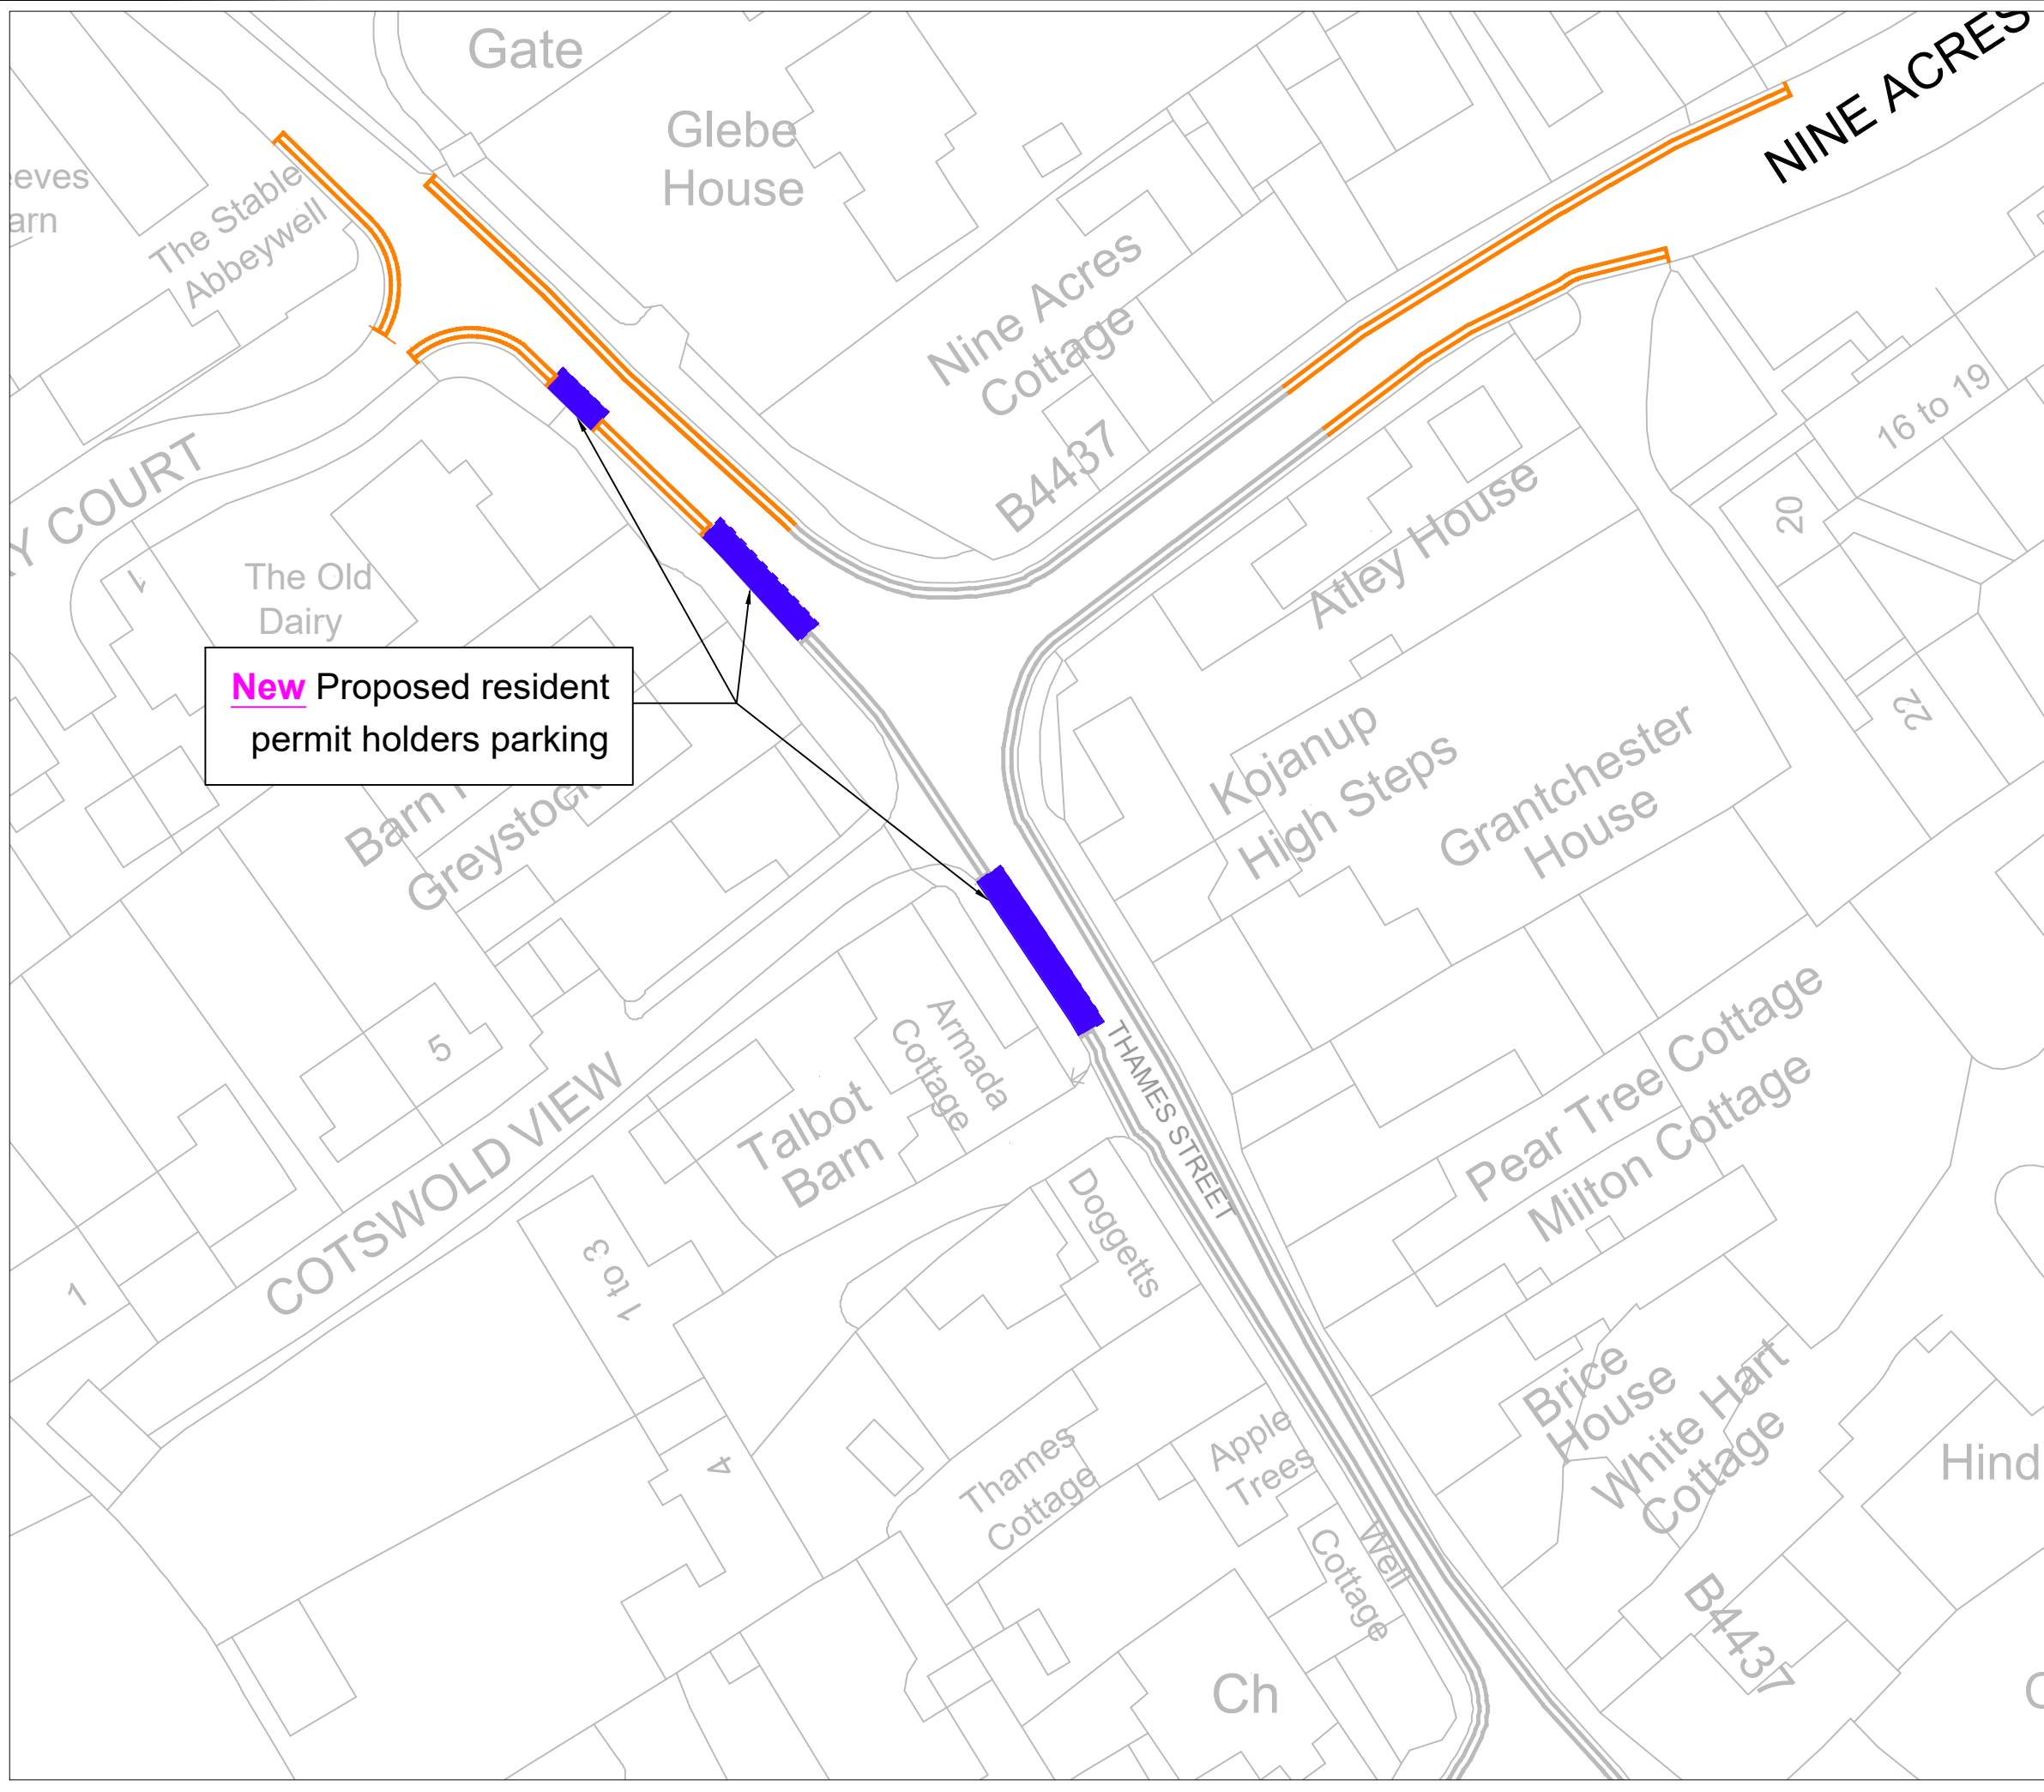 Gate
NINE ACRES
Glebe
House
eves
arn
The Stable
Abbeywell
Nine Acres
Cottage
B4437
16 to 19
20
22
Atley House
Y COURT
1
The Old
Dairy
New Proposed resident
permit holders parking
Barn
Greystock
Kojanup
High Steps
Grantchester
House
5
Armada
Cottage
THAMES STREET
COTSWOLD VIEW
Talbot
Barn
Pear Tree Cottage
Milton Cottage
Doggetts
1
1 to 3
4
Brice
House
White Hart
Cottage
Thames
Cottage
Apple
Trees
Well
Cottage
Hind
B4437
Ch